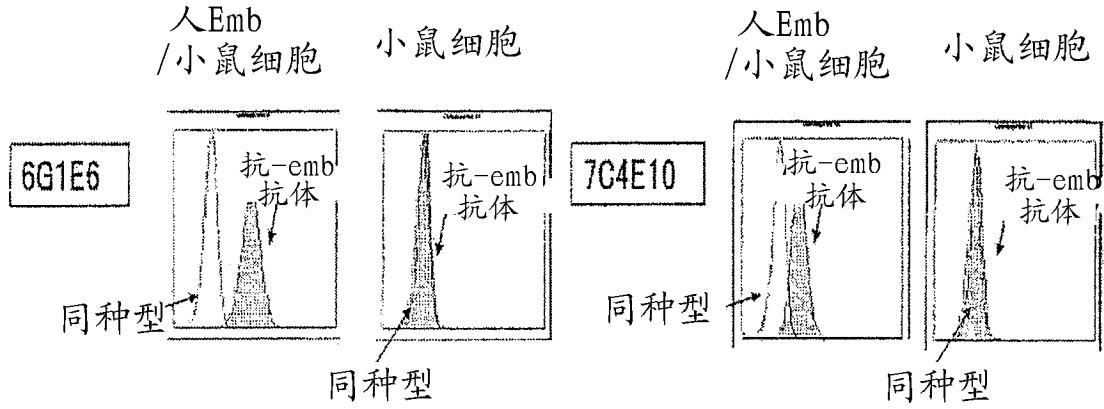 人Emb
/小鼠细胞
小鼠细胞
6G1E6
抗-emb
抗体
同种型
抗-emb
抗体
同种型
人Emb
/小鼠细胞
小鼠细胞
7C4E10
抗-emb
抗体
同种型
抗-emb
抗体
同种型